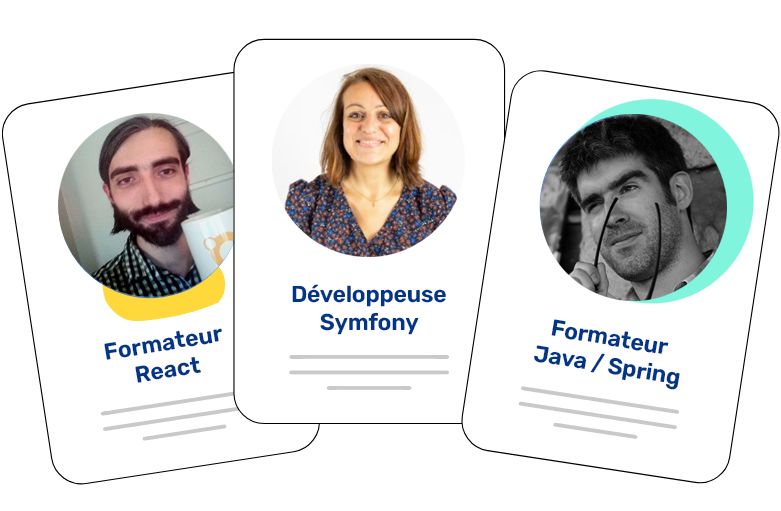 Formateur
React
Développeuse
Symfony
Formateur
Java / Spring